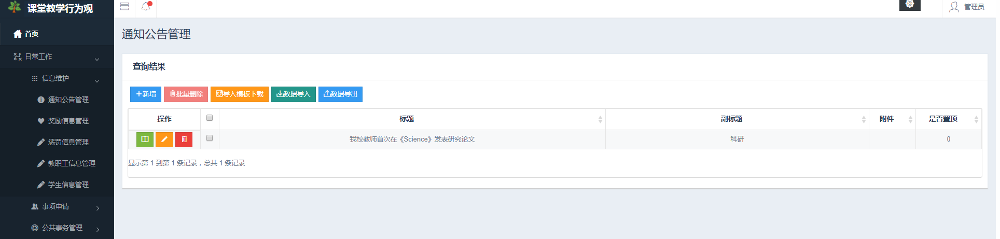 课堂教学行为观
管理员
首页
日常工作
信息维护
通知公告管理
奖励信息管理
惩罚信息管理
教职工信息管理
学生信息管理
事项申请
公共事务管理
通知公告管理
查询结果
+新增 批量删除 导入模板下载 数据导入 数据导出
操作 标题 副标题 附件 是否置顶
我校教师首次在《Science》发表研究论文 科研 0
显示第 1 到第 1 条记录，总共 1 条记录